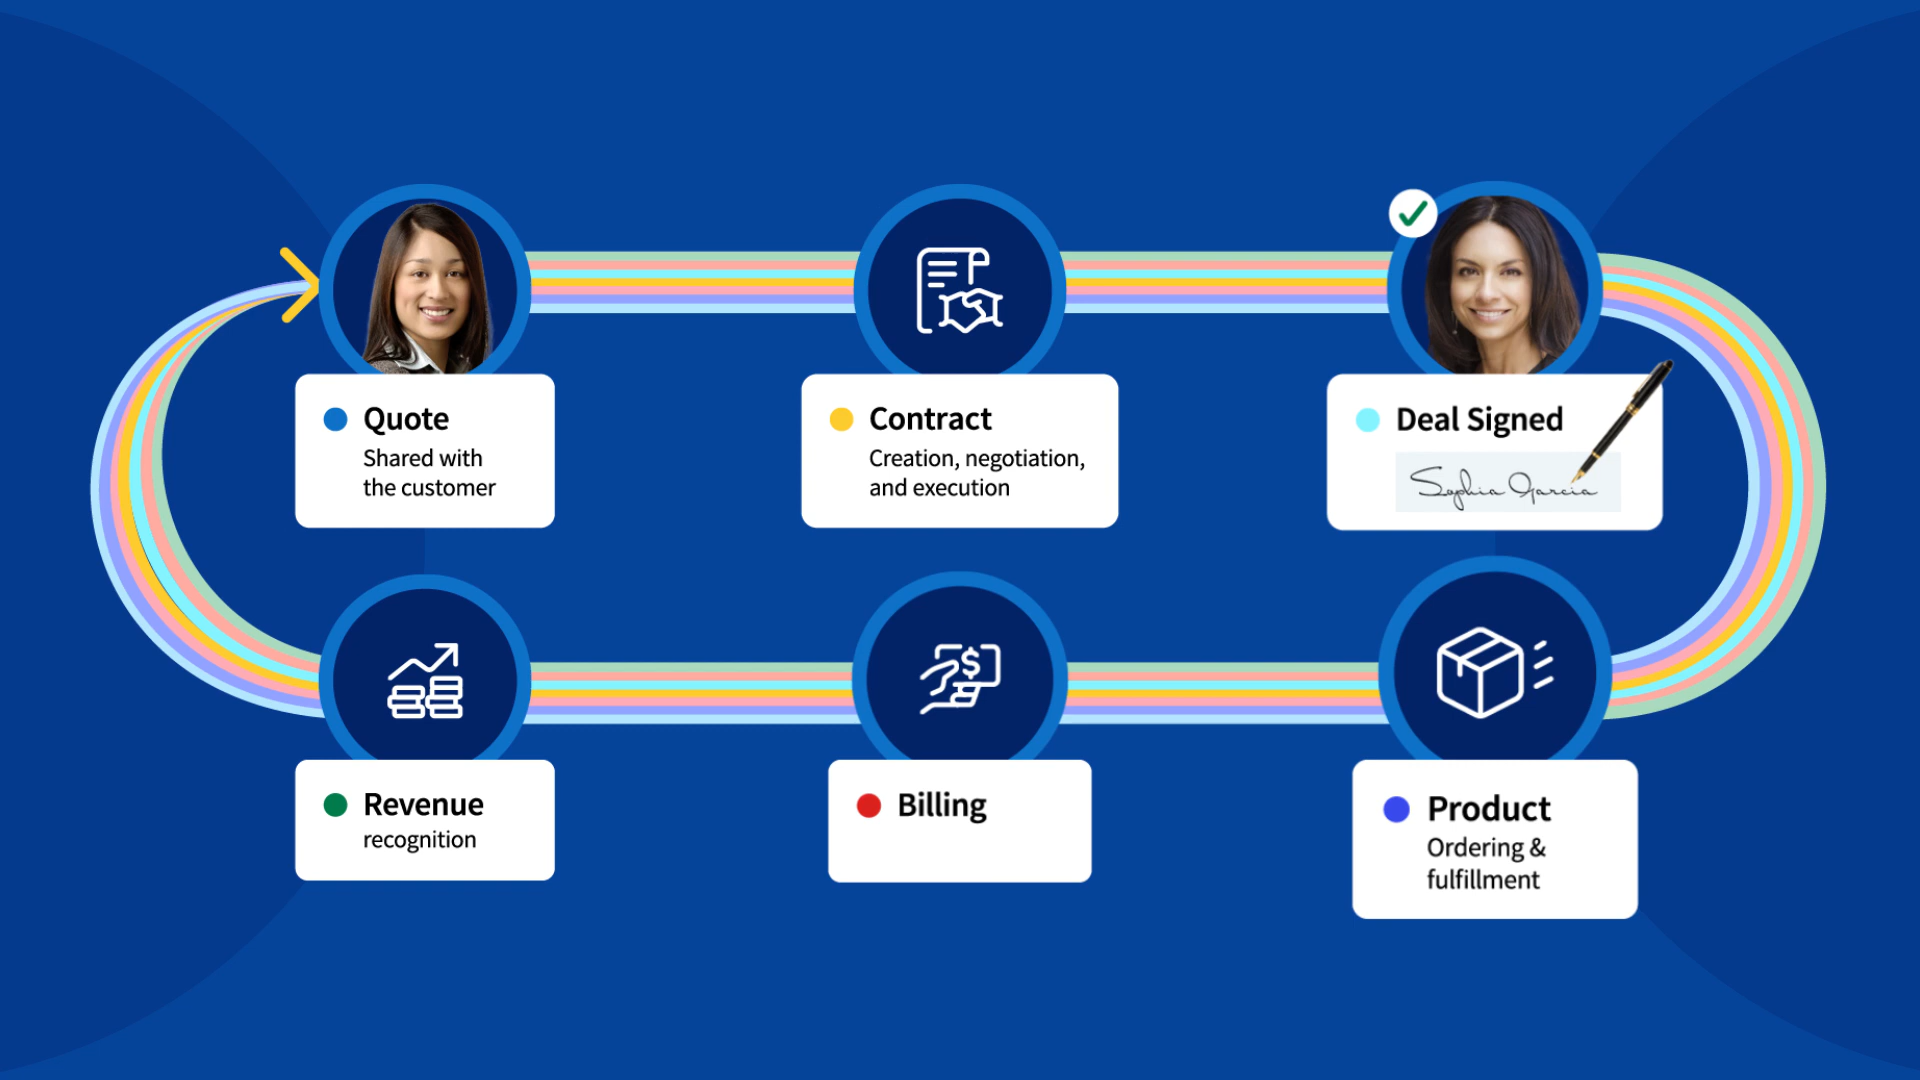 Quote
Shared with
the customer
Contract
Creation, negotiation,
and execution
Deal Signed
Sophia Garcia
Revenue
recognition
$
Billing
Product
Ordering &
fulfillment